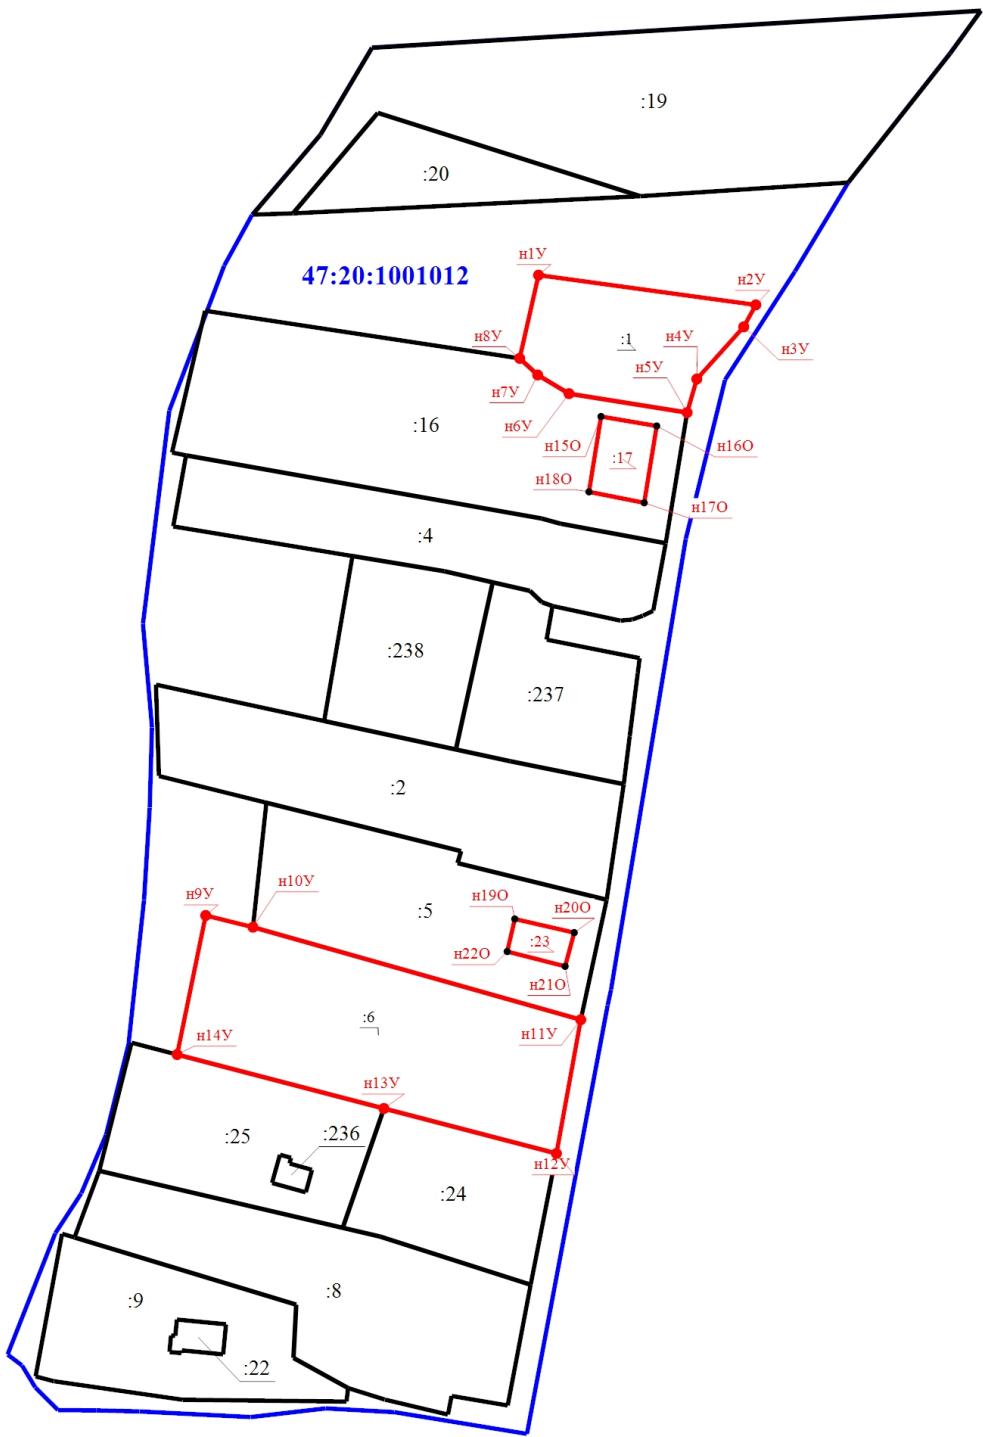 :19
:20
н1У
47:20:1001012
н2У
н8У
:1
н4У
н3У
н5У
н7У
н6У
:16
н15О
н16О
:17
н18О
н17О
:4
:238
:237
:2
н10У
н9У
н19О
:5
н20О
:23
н22О
н21О
:6
н11У
н14У
н13У
:25
:236
н12У
:24
:8
:9
:22